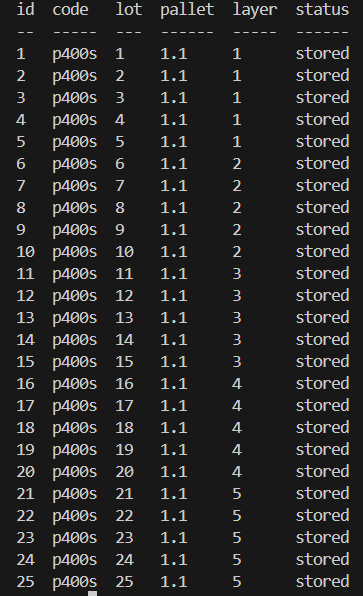 id  code   lot  pallet  layer  status
--  -----  ---  ------  -----  ------
1   p400s  1    1.1     1      stored
2   p400s  2    1.1     1      stored
3   p400s  3    1.1     1      stored
4   p400s  4    1.1     1      stored
5   p400s  5    1.1     1      stored
6   p400s  6    1.1     2      stored
7   p400s  7    1.1     2      stored
8   p400s  8    1.1     2      stored
9   p400s  9    1.1     2      stored
10  p400s  10   1.1     2      stored
11  p400s  11   1.1     3      stored
12  p400s  12   1.1     3      stored
13  p400s  13   1.1     3      stored
14  p400s  14   1.1     3      stored
15  p400s  15   1.1     3      stored
16  p400s  16   1.1     4      stored
17  p400s  17   1.1     4      stored
18  p400s  18   1.1     4      stored
19  p400s  19   1.1     4      stored
20  p400s  20   1.1     4      stored
21  p400s  21   1.1     5      stored
22  p400s  22   1.1     5      stored
23  p400s  23   1.1     5      stored
24  p400s  24   1.1     5      stored
25  p400s  25   1.1     5      stored